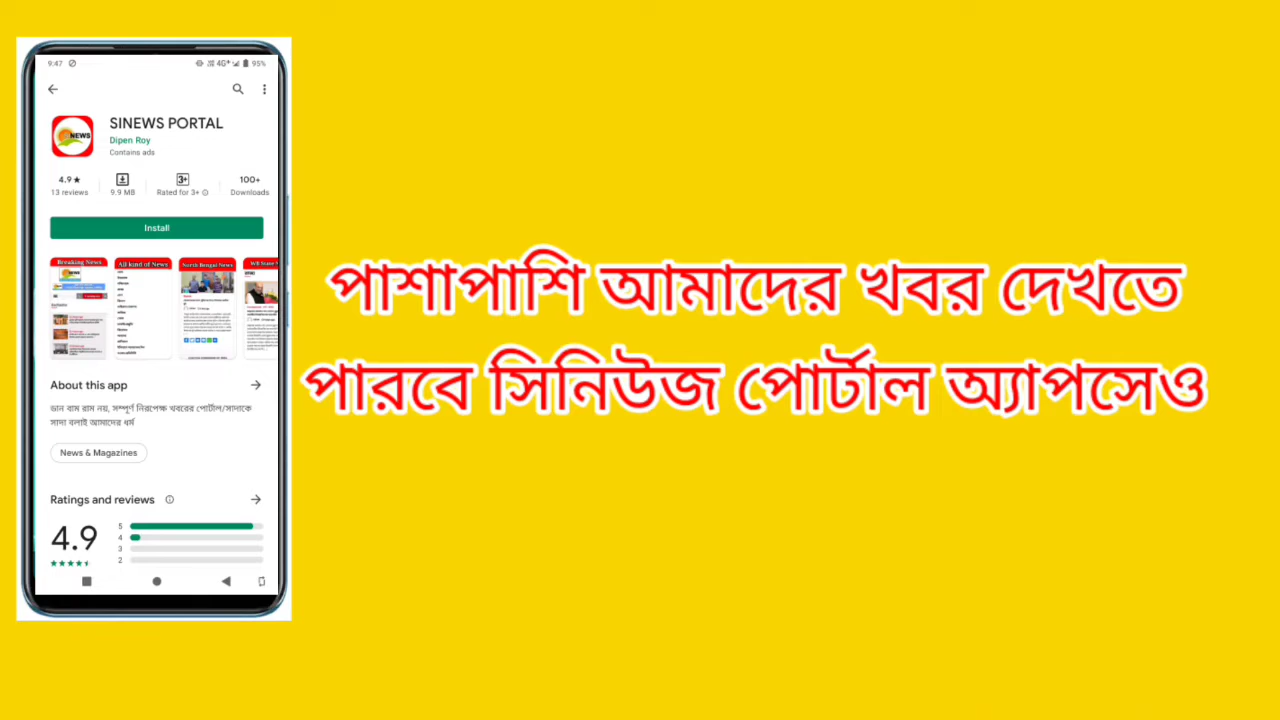 9:47
4G+
95%
SINEWS PORTAL
NEWS
Dipen Roy
Contains ads
4.9★
3+
100+
13 reviews
9.9 MB
Rated for 3+
Downloads
Install
Breaking News
All kind of News
North Bengal News
WB State N
About this app
ডান বাম রাম নয়, সম্পূর্ণ নিরপেক্ষ খবরের পোর্টাল/সাদাকে
সাদা বলাই আমাদের ধর্ম
News & Magazines
Ratings and reviews
4.9
5
4
3
2
পাশাপাশি আমাদের খবর দেখতে
পারবে সিনিউজ পোর্টাল অ্যাপসেও